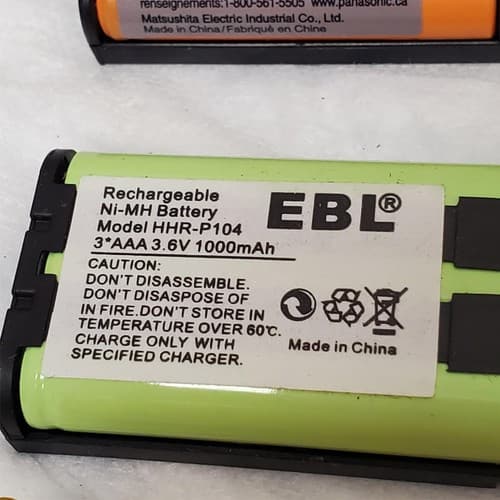 renseignements:1-800-561-5505 www.panasonic.ca
Matsushita Electric Industrial Co., Ltd.
Made in China/Fabriqué en Chine
Rechargeable
Ni-MH Battery
Model HHR-P104
3*AAA 3.6V 1000mAh
EBL®
CAUTION:
DON'T DISASSEMBLE.
DON'T DISASPOSE OF
IN FIRE.DON'T STORE IN
TEMPERATURE OVER 60℃.
CHARGE ONLY WITH
SPECIFIED CHARGER.
Made in China